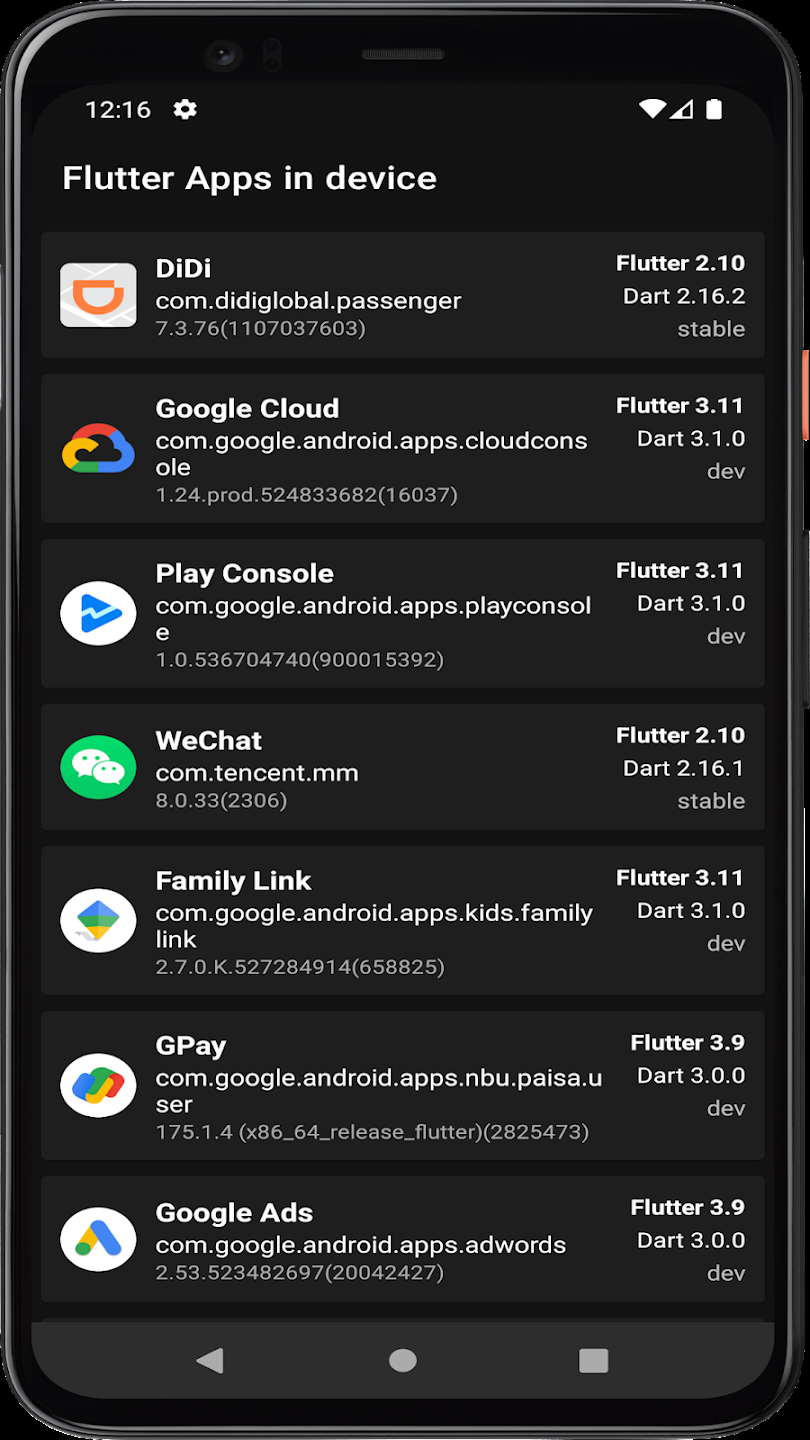 12:16
Flutter Apps in device
DiDi
com.didiglobal.passenger
7.3.76(1107037603)
Flutter 2.10
Dart 2.16.2
stable
Google Cloud
com.google.android.apps.cloudcons
ole
1.24.prod.524833682(16037)
Flutter 3.11
Dart 3.1.0
dev
Play Console
com.google.android.apps.playconsol
e
1.0.536704740(900015392)
Flutter 3.11
Dart 3.1.0
dev
WeChat
com.tencent.mm
8.0.33(2306)
Flutter 2.10
Dart 2.16.1
stable
Family Link
com.google.android.apps.kids.family
link
2.7.0.K.527284914(658825)
Flutter 3.11
Dart 3.1.0
dev
GPay
com.google.android.apps.nbu.paisa.u
ser
175.1.4 (x86_64_release_flutter)(2825473)
Flutter 3.9
Dart 3.0.0
dev
Google Ads
com.google.android.apps.adwords
2.53.523482697(20042427)
Flutter 3.9
Dart 3.0.0
dev